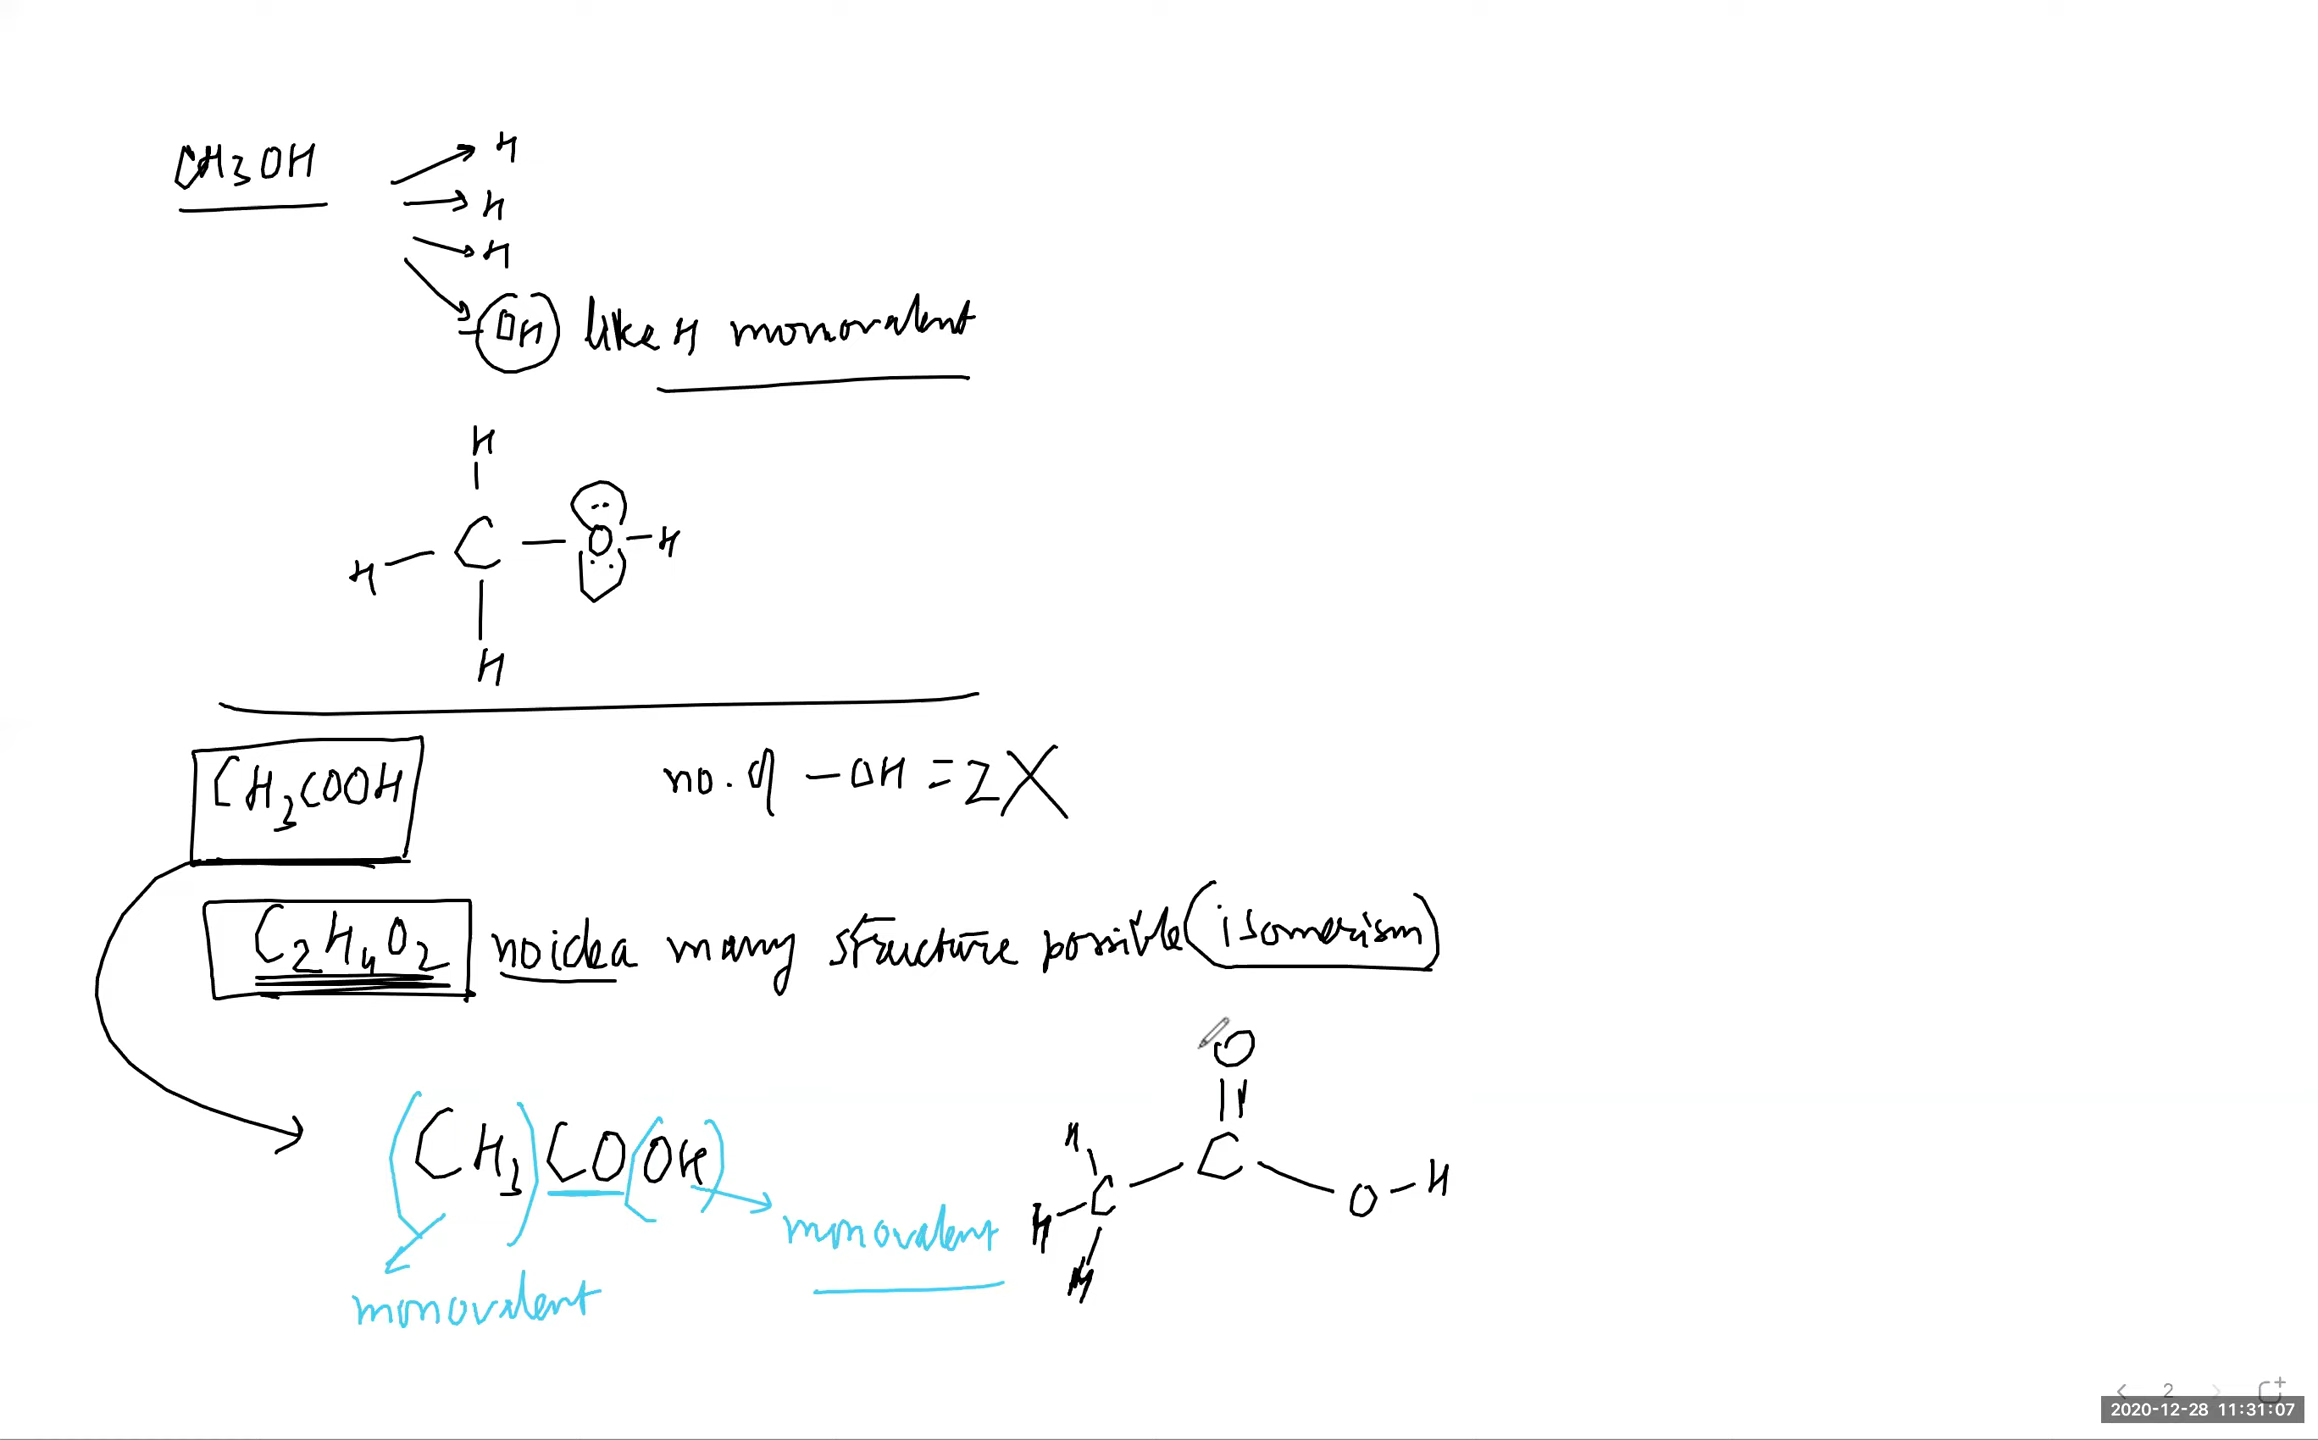 CH3OH
H
H
H
-OH like H monovalent
H
H-C-O-H
H
CH3COOH no. of -OH = 2 X
C2H4O2 no idea many structure possible (isomerism)
O
H
C
(CH3)CO(OH)
H C O-H
monovalent
H
monovalent
2
2020-12-28 11:31:07